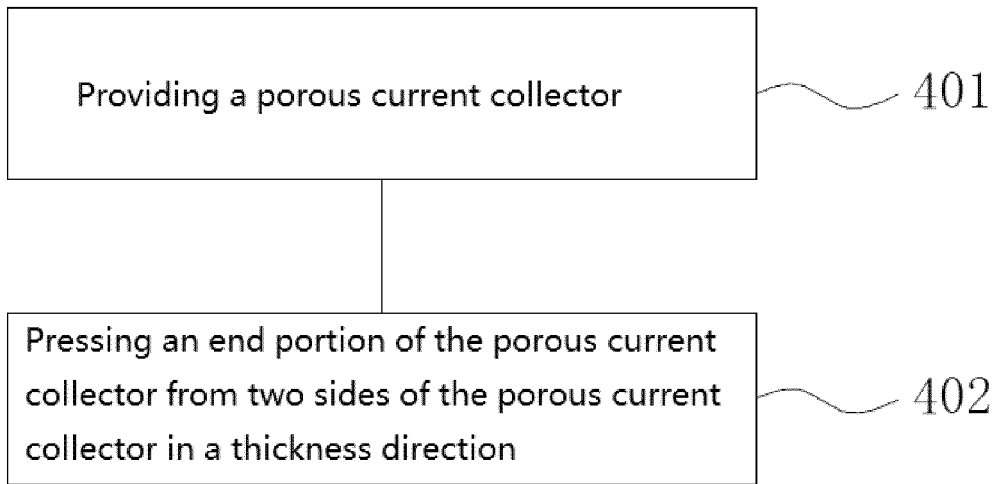 Providing a porous current collector
401
Pressing an end portion of the porous current
collector from two sides of the porous current
collector in a thickness direction
402